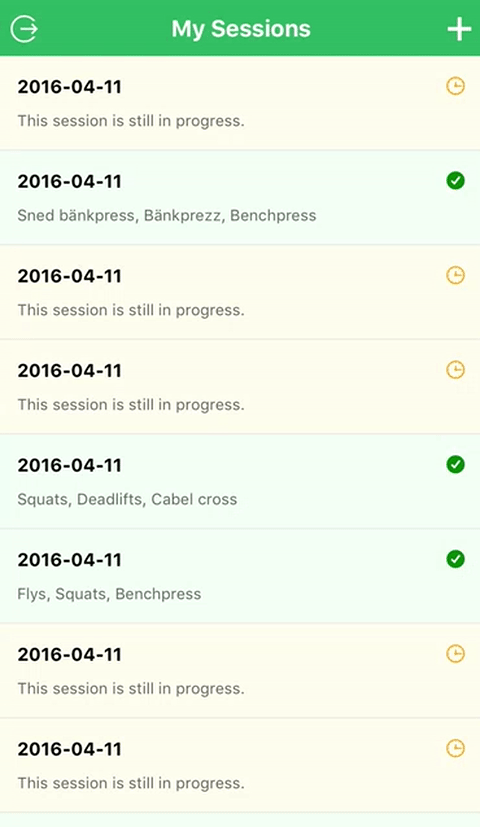 My Sessions
2016-04-11
This session is still in progress.
2016-04-11
Sned bänkpress, Bänkprezz, Benchpress
2016-04-11
This session is still in progress.
2016-04-11
This session is still in progress.
2016-04-11
Squats, Deadlifts, Cabel cross
2016-04-11
Flys, Squats, Benchpress
2016-04-11
This session is still in progress.
2016-04-11
This session is still in progress.